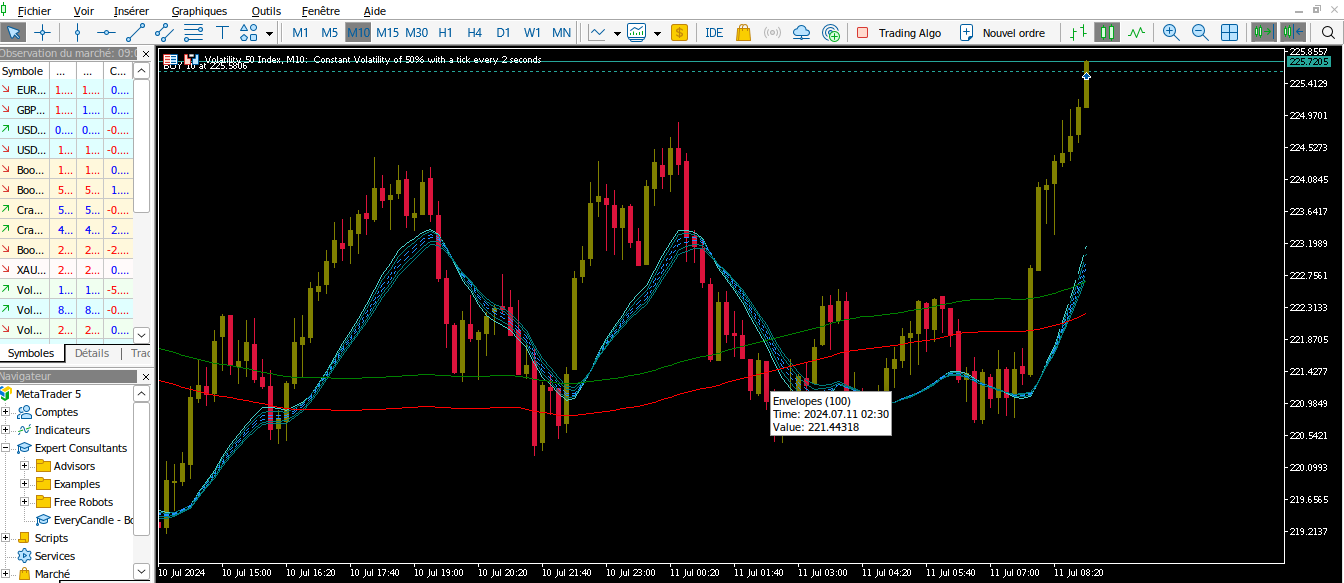 Fichier Voir Insérer Graphiques Outils Fenêtre Aide
M1 M5 M10 M15 M30 H1 H4 D1 W1 MN $ IDE Trading Algo Nouvel ordre
Observation du marché: 09:0
Symbole ... ... C...
EUR... 1.... 1.... 0....
GBP... 1.... 1.... 0....
USD... 0.... 0.... -0....
USD... 1.... 1.... -0....
Boo... 1... 1... 0....
Boo... 5... 5... 1....
Cra... 5... 5... -0....
Cra... 4... 4... 2....
Boo... 2... 2... -2....
XAU... 2... 2... 0....
Vol... 1... 1... -5....
Vol... 8... 8... -0....
Vol... 2... 2... 0....
Symboles Détails Trac
Navigateur
MetaTrader 5
Comptes
Indicateurs
Expert Consultants
Advisors
Examples
Free Robots
EveryCandle - Bo
Scripts
Services
Marché
Volatility 50 Index, M10: Constant Volatility of 50% with a tick every 2 seconds
BUY 10 at 225.5806
Envelopes (100)
Time: 2024.07.11 02:30
Value: 221.44318
225.8557
225.7205
225.4129
224.9701
224.5273
224.0845
223.6417
223.1989
222.7561
222.3133
221.8705
221.4277
220.9849
220.5421
220.0993
219.6565
219.2137
10 Jul 2024 10 Jul 15:00 10 Jul 16:20 10 Jul 17:40 10 Jul 19:00 10 Jul 20:20 10 Jul 21:40 10 Jul 23:00 11 Jul 00:20 11 Jul 01:40 11 Jul 03:00 11 Jul 04:20 11 Jul 05:40 11 Jul 07:00 11 Jul 08:20